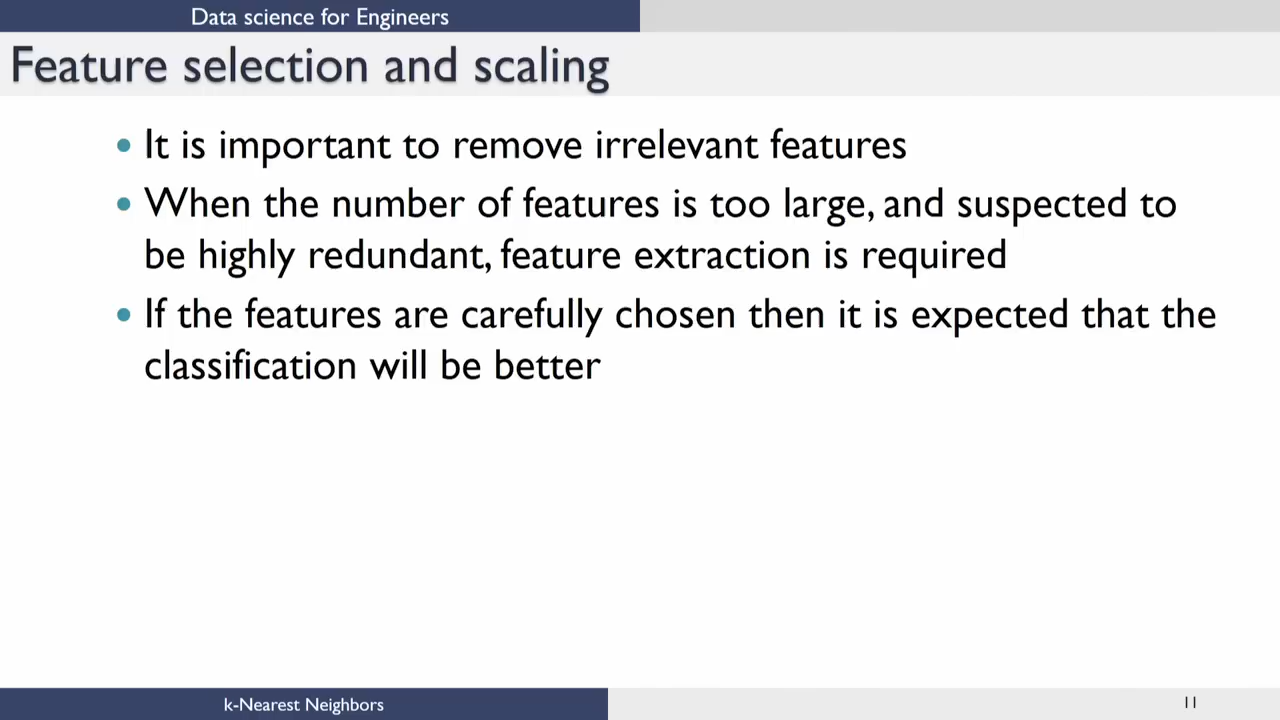 Data science for Engineers
Feature selection and scaling
• It is important to remove irrelevant features
• When the number of features is too large, and suspected to
be highly redundant, feature extraction is required
• If the features are carefully chosen then it is expected that the
classification will be better
k-Nearest Neighbors
11